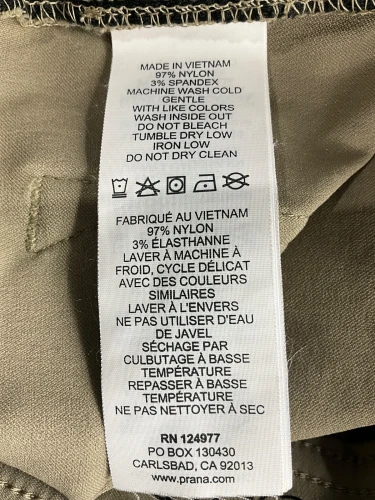 MADE IN VIETNAM
97% NYLON
3% SPANDEX
MACHINE WASH COLD
GENTLE
WITH LIKE COLORS
WASH INSIDE OUT
DO NOT BLEACH
TUMBLE DRY LOW
IRON LOW
DO NOT DRY CLEAN
FABRIQUÉ AU VIETNAM
97% NYLON
3% ÉLASTHANNE
LAVER À MACHINE À
FROID, CYCLE DÉLICAT
AVEC DES COULEURS
SIMILAIRES
LAVER À L'ENVERS
NE PAS UTILISER D'EAU
DE JAVEL
SÉCHAGE PAR
CULBUTAGE À BASSE
TEMPÉRATURE
REPASSER À BASSE
TEMPÉRATURE
NE PAS NETTOYER À SEC
RN 124977
PO BOX 130430
CARLSBAD, CA 92013
www.prana.com